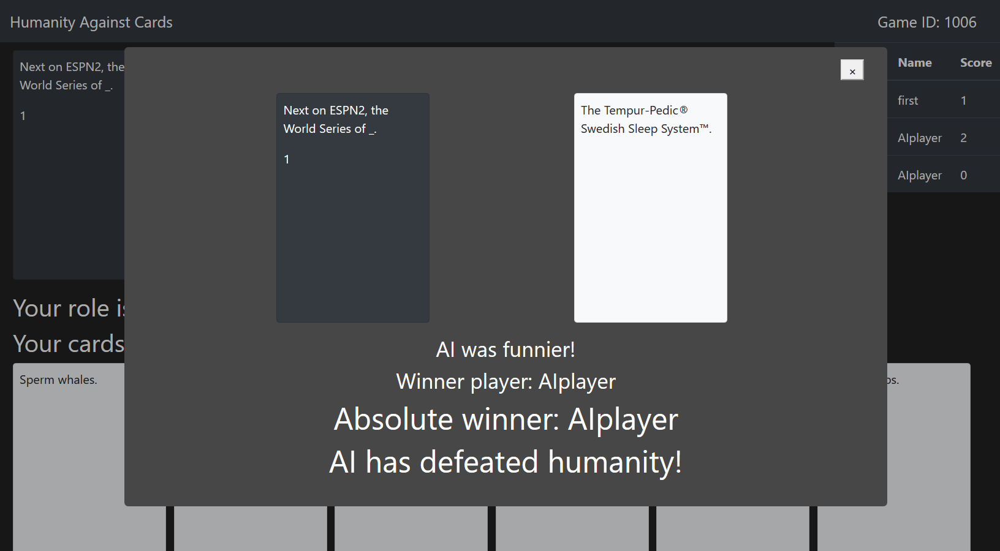 Humanity Against Cards
Game ID: 1006
Next on ESPN2, the
World Series of _.
1
Name Score
first 1
AIplayer 2
AIplayer 0
×
Next on ESPN2, the
World Series of _.
1
The Tempur-Pedic®
Swedish Sleep System™.
AI was funnier!
Winner player: AIplayer
Absolute winner: AIplayer
AI has defeated humanity!
Your role is
Your cards
Sperm whales.